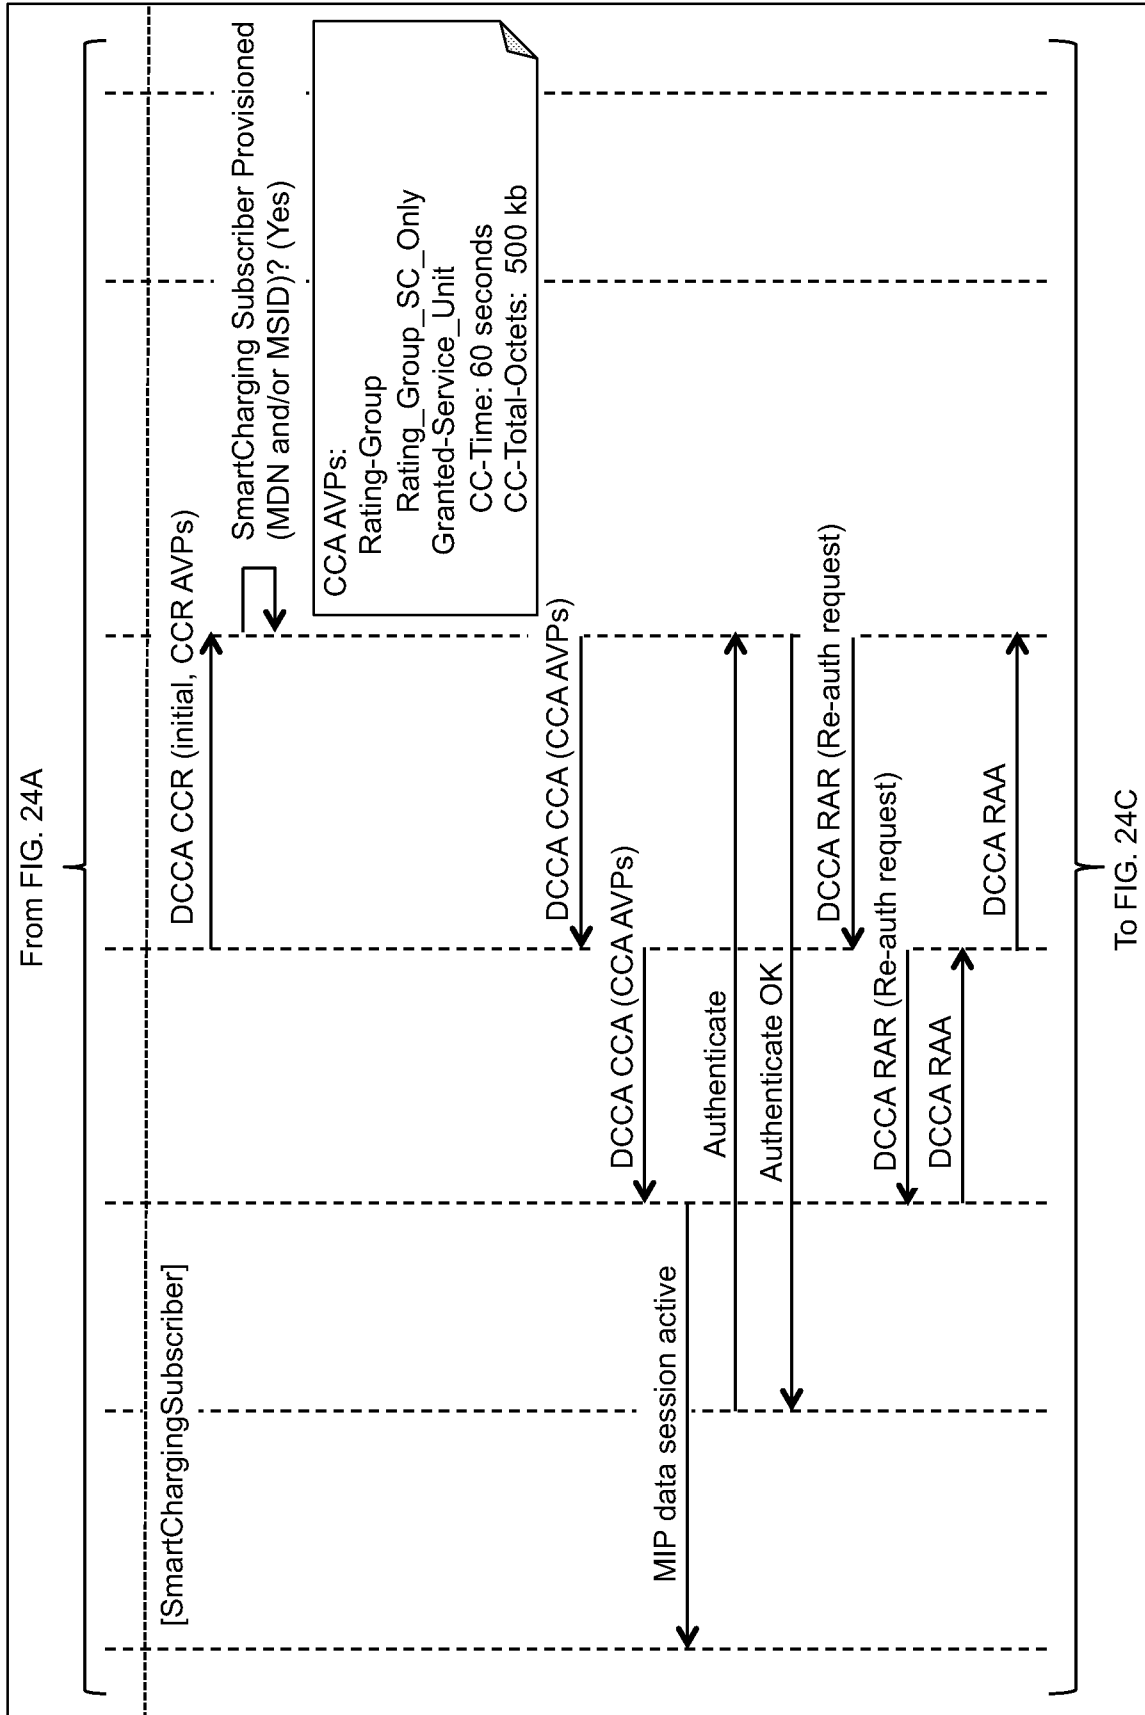 From FIG. 24A
[SmartChargingSubscriber]
DCCA CCR (initial, CCR AVPs)
SmartCharging Subscriber Provisioned
(MDN and/or MSID)? (Yes)
CCA AVPs:
Rating-Group
Rating_Group_SC_Only
Granted-Service_Unit
CC-Time: 60 seconds
CC-Total-Octets: 500 kb
DCCA CCA (CCA AVPs)
DCCA CCA (CCA AVPs)
MIP data session active
Authenticate
Authenticate OK
DCCA RAR (Re-auth request)
DCCA RAR (Re-auth request)
DCCA RAA
DCCA RAA
To FIG. 24C